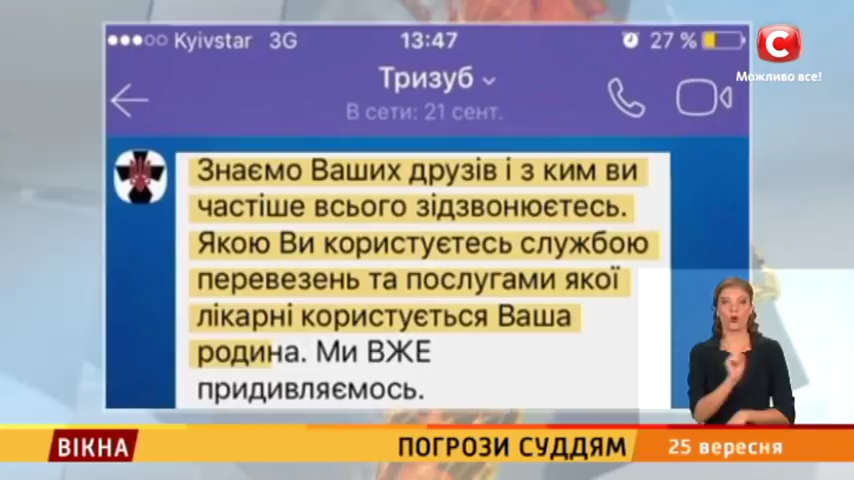 ●●●○○ Kyivstar 3G 13:47 27 %
С
Можливо все!
Тризуб
В сети: 21 сент.
Знаємо Ваших друзів і з ким ви
частіше всього зідзвонюєтесь.
Якою Ви користуєтесь службою
перевезень та послугами якої
лікарні користується Ваша
родина. Ми ВЖЕ
придивляємось.
ВІКНА ПОГРОЗИ СУДДЯМ 25 вересня